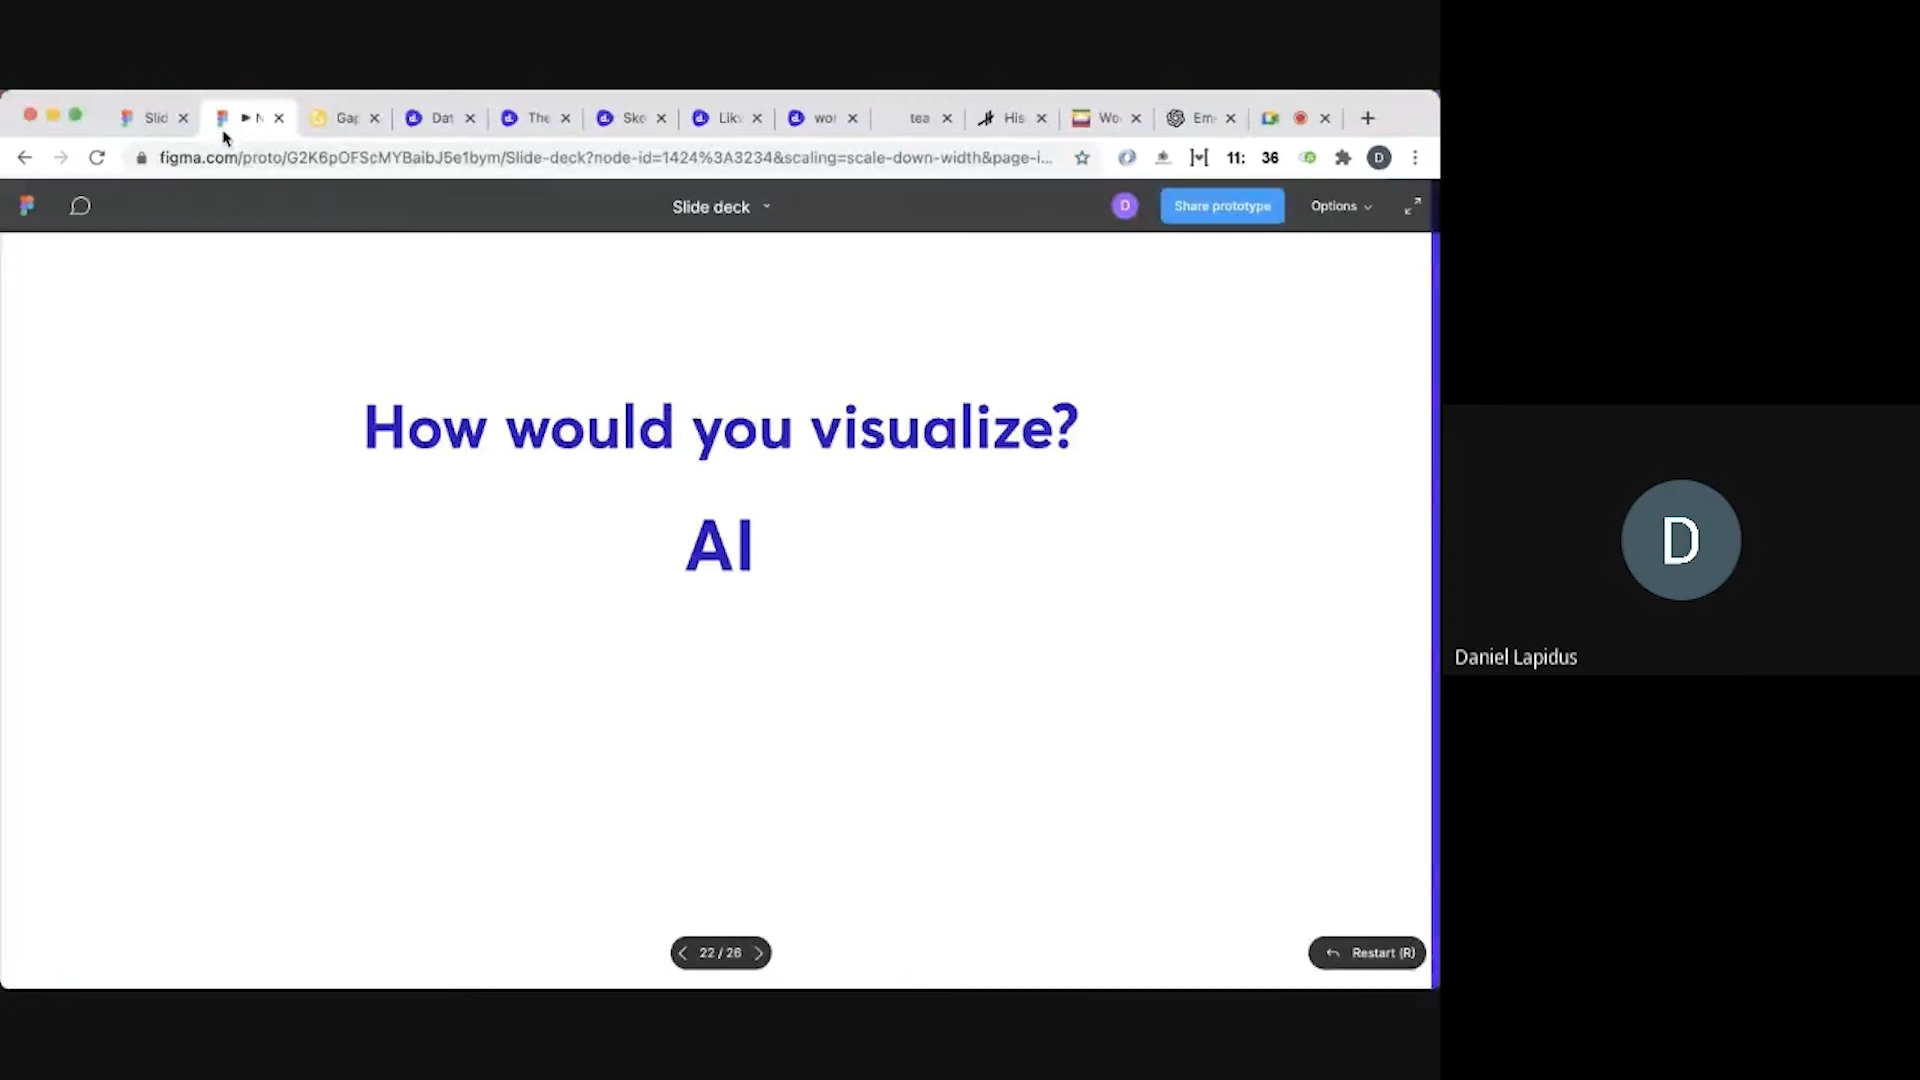 Slid
N
Gap
Dat
The
Sko
Lik
wor
tea
His
Wo
Em
figma.com/proto/G2K6pOFScMYBaibJ5e1bym/Slide-deck?node-id=1424%3A3234&scaling=scale-down-width&page-i...
11: 36
D
Slide deck
D
Share prototype
Options
How would you visualize?
AI
D
Daniel Lapidus
22 / 26
Restart (R)